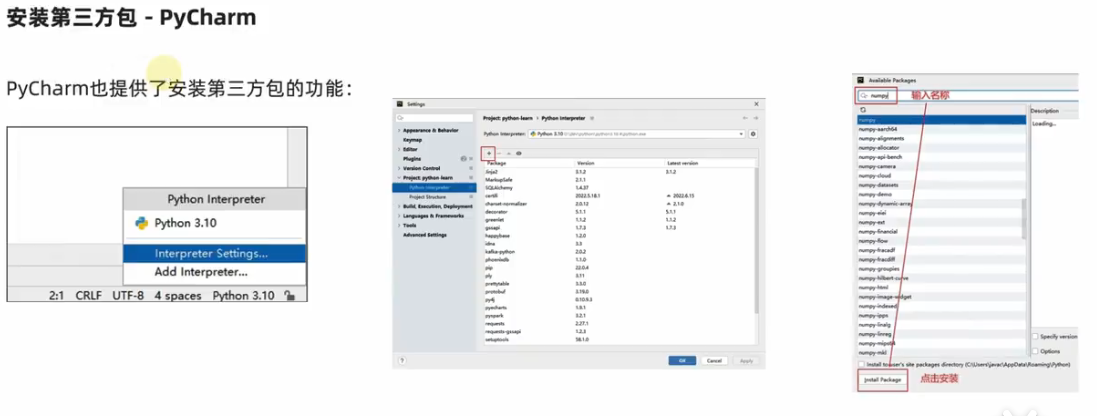 安装第三方包 - PyCharm
PyCharm也提供了安装第三方包的功能：
Python Interpreter
Python 3.10
Interpreter Settings...
Add Interpreter...
2:1 CRLF UTF-8 4 spaces Python 3.10
Settings
Appearance & Behavior
Keymap
Editor
Plugins
Version Control
Project: python-learn
Python Interpreter
Project Structure
Build, Execution, Deployment
Languages & Frameworks
Tools
Advanced Settings
Project: python-learn > Python Interpreter
Python Interpreter: Python 3.10
Package Version Latest version
Jinja2 3.1.2 3.1.2
MarkupSafe 2.1.1
SQLAlchemy 1.4.37
certifi 2022.5.18.1 2022.6.15
charset-normalizer 2.0.12 2.1.0
decorator 5.1.1 5.1.1
greenlet 1.1.2 1.1.2
gssapi 1.7.3 1.7.3
happybase 1.2.0
idna 3.3
kafka-python 2.0.2
phoenixdb 1.1.0
pip 22.0.4
ply 3.11
prettytable 3.3.0
protobuf 3.19.0
py4j 0.10.9.3
pyecharts 1.9.1
pyspark 3.2.1
requests 2.27.1
requests-gssapi 1.2.3
setuptools 58.1.0
OK Cancel Apply
Available Packages
numpy 输入名称
numpy
numpy-aarch64
numpy-alignments
numpy-allocator
numpy-api-bench
numpy-camera
numpy-cloud
numpy-datasets
numpy-demo
numpy-dynamic-array
numpy-eiai
numpy-ext
numpy-financial
numpy-flow
numpy-fracadf
numpy-fracdiff
numpy-groupies
numpy-hilbert-curve
numpy-html
numpy-image-widget
numpy-indexed
numpy-ipps
numpy-linalg
numpy-linreg
numpy-mips64
numpy-mkl
Description
Loading...
Specify version
Options
Install to user's site packages directory (C:\Users\javac\AppData\Roaming\Python)
Install Package 点击安装